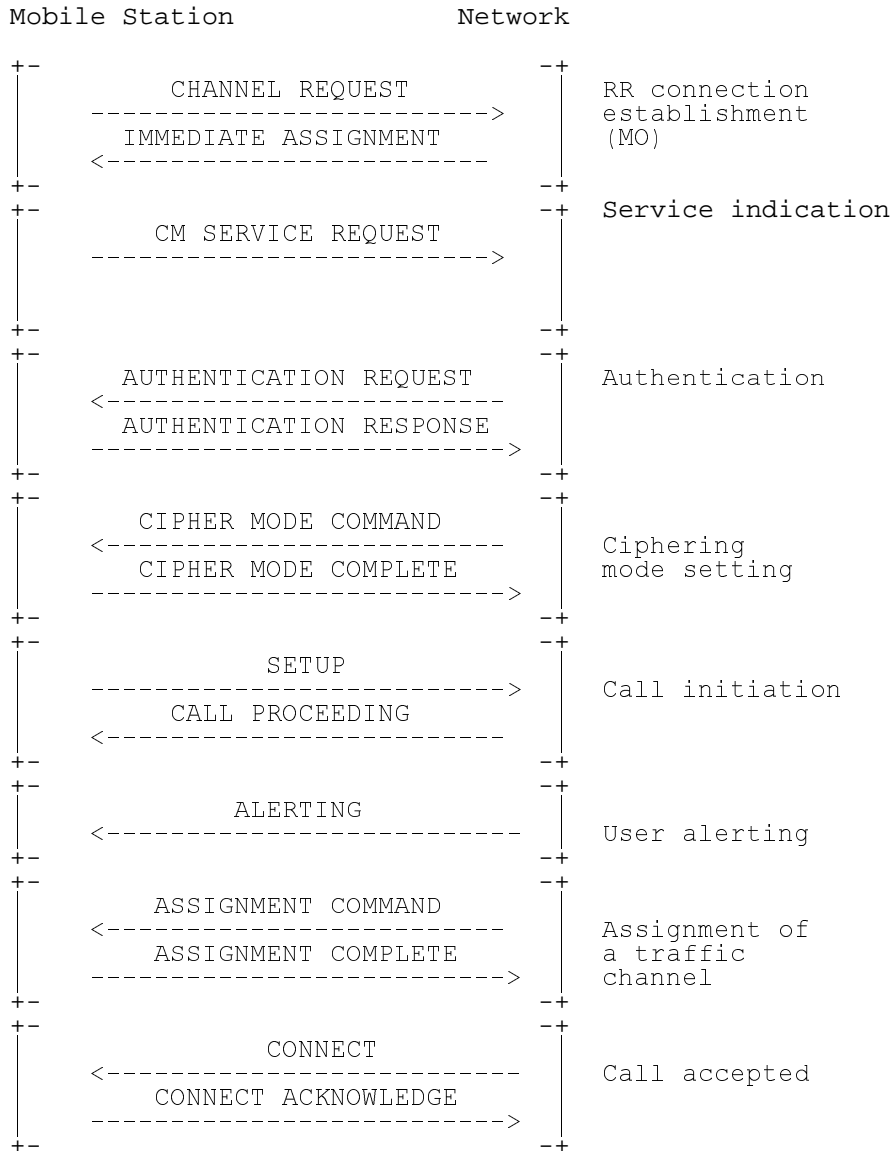 Mobile Station Network
CHANNEL REQUEST RR connection
establishment
IMMEDIATE ASSIGNMENT (MO)
Service indication
CM SERVICE REQUEST
AUTHENTICATION REQUEST Authentication
AUTHENTICATION RESPONSE
CIPHER MODE COMMAND
Ciphering
CIPHER MODE COMPLETE mode setting
SETUP
Call initiation
CALL PROCEEDING
ALERTING
User alerting
ASSIGNMENT COMMAND
Assignment of
ASSIGNMENT COMPLETE a traffic
channel
CONNECT
Call accepted
CONNECT ACKNOWLEDGE